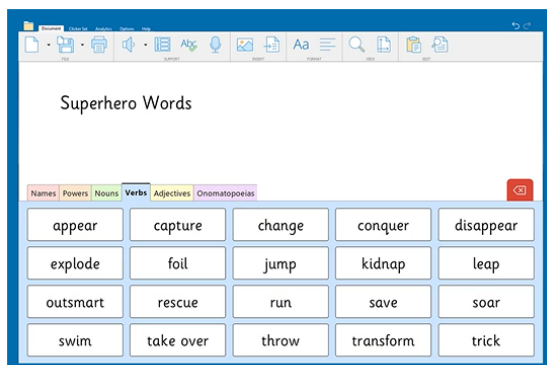 Document Clicker Set Analytics Options Help
Abc
Aa
FILE SUPPORT INSERT FORMAT VIEW EDIT
Superhero Words
Names Powers Nouns Verbs Adjectives Onomatopoeias
appear capture change conquer disappear
explode foil jump kidnap leap
outsmart rescue run save soar
swim take over throw transform trick